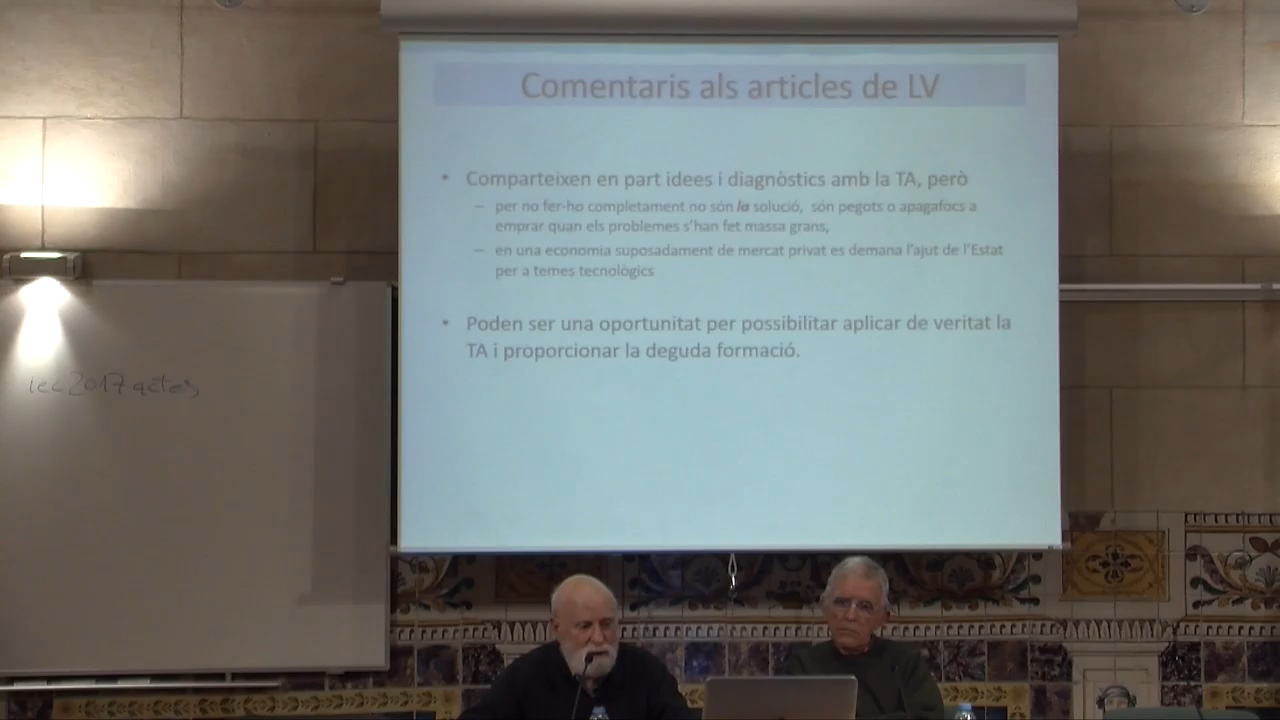 Comentaris als articles de LV
• Comparteixen en part idees i diagnòstics amb la TA, però
– per no fer-ho completament no són la solució, són pegots o apagafocs a
emprar quan els problemes s'han fet massa grans,
– en una economia suposadament de mercat privat es demana l'ajut de l'Estat
per a temes tecnològics
• Poden ser una oportunitat per possibilitar aplicar de veritat la
TA i proporcionar la deguda formació.
iec2017actes